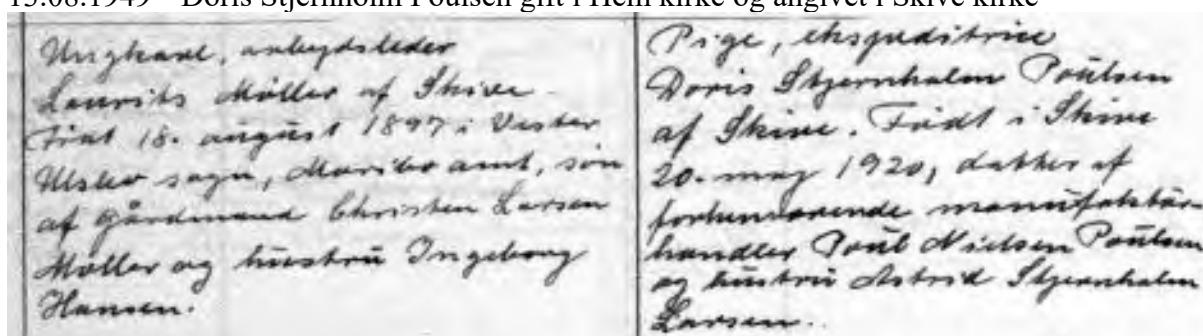 15.08.1949 – Doris Stjernholm Poulsen gift i Hem kirke og angivet i Skive kirke
Ungkarl, arbejdsleder
Laurits Møller af Skive.
Født 18. august 1897 i Vester
Ulslev sogn, Maribo amt, søn
af gårdmand Christen Larsen
Møller og hustru Ingeborg
Hansen.
Pige, ekspeditrice
Doris Stjernholm Poulsen
af Skive. Født i Skive
20. maj 1920, datter af
forhenværende manufaktur
handler Poul Nielsen Poulsen
og hustru Astrid Stjernholm
Larsen.